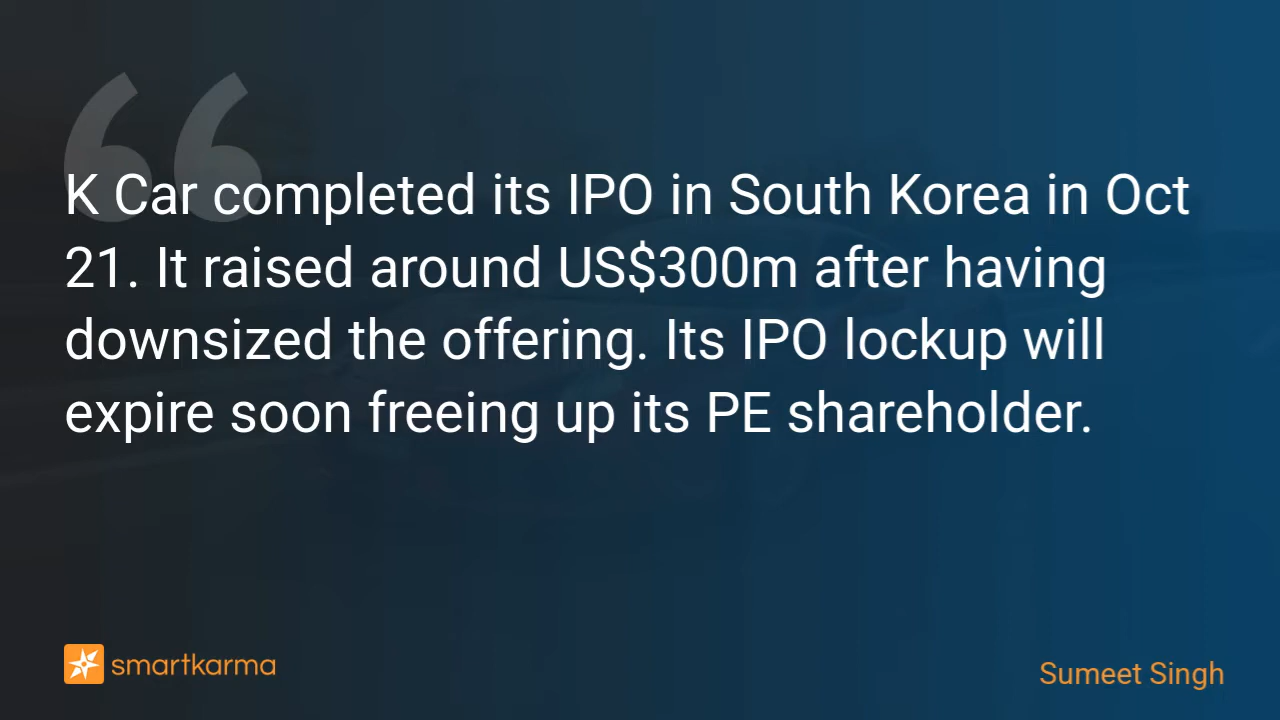 K Car completed its IPO in South Korea in Oct
21. It raised around US$300m after having
downsized the offering. Its IPO lockup will
expire soon freeing up its PE shareholder.
smartkarma
Sumeet Singh